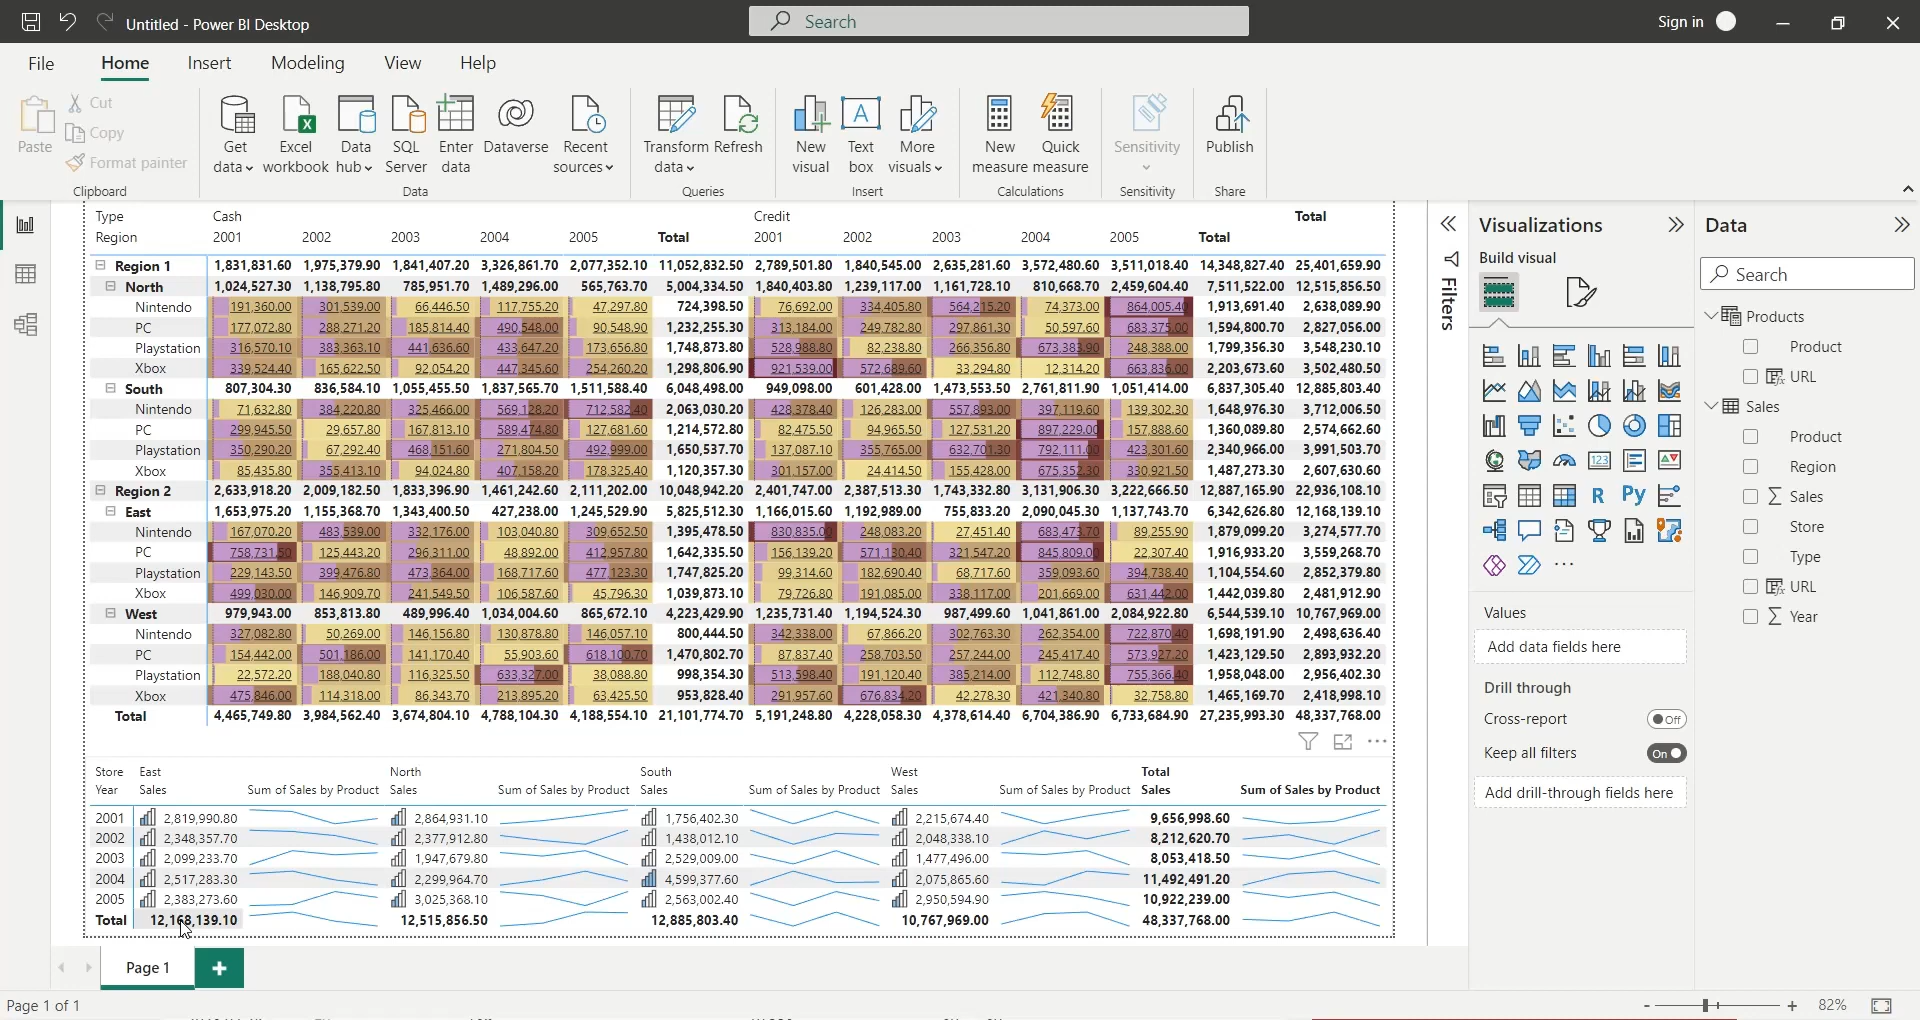 Untitled - Power BI Desktop
Search
Sign in
File Home Insert Modeling View Help
Paste
Cut
Copy
Format painter
Clipboard
Get data
Excel workbook
Data hub
SQL Server
Enter data
Dataverse
Recent sources
Data
Transform data
Refresh
Queries
New visual
Text box
More visuals
Insert
New measure
Quick measure
Calculations
Sensitivity
Sensitivity
Publish
Share
Type Cash Credit Total
Region 2001 2002 2003 2004 2005 Total 2001 2002 2003 2004 2005 Total
Region 1 1,831,831.60 1,975,379.90 1,841,407.20 3,326,861.70 2,077,352.10 11,052,832.50 2,789,501.80 1,840,545.00 2,635,281.60 3,572,480.60 3,511,018.40 14,348,827.40 25,401,659.90
North 1,024,527.30 1,138,795.80 785,951.70 1,489,296.00 565,763.70 5,004,334.50 1,840,403.80 1,239,117.00 1,161,728.10 810,668.70 2,459,604.40 7,511,522.00 12,515,856.50
Nintendo 191,360.00 301,539.00 66,446.50 117,755.20 47,297.80 724,398.50 76,692.00 334,405.80 564,215.20 74,373.00 864,005.40 1,913,691.40 2,638,089.90
PC 177,072.80 288,271.20 185,814.40 490,548.00 90,548.90 1,232,255.30 313,184.00 249,782.80 297,861.30 50,597.60 683,375.00 1,594,800.70 2,827,056.00
Playstation 316,570.10 383,363.10 441,636.60 433,647.20 173,656.80 1,748,873.80 528,988.80 82,238.80 266,356.80 673,383.90 248,388.00 1,799,356.30 3,548,230.10
Xbox 339,524.40 165,622.50 92,054.20 447,345.60 254,260.20 1,298,806.90 921,539.00 572,689.60 33,294.80 12,314.20 663,836.00 2,203,673.60 3,502,480.50
South 807,304.30 836,584.10 1,055,455.50 1,837,565.70 1,511,588.40 6,048,498.00 949,098.00 601,428.00 1,473,553.50 2,761,811.90 1,051,414.00 6,837,305.40 12,885,803.40
Nintendo 71,632.80 384,220.80 325,466.00 569,128.20 712,582.40 2,063,030.20 428,378.40 126,283.00 557,893.00 397,119.60 139,302.30 1,648,976.30 3,712,006.50
PC 299,945.50 29,657.80 167,813.10 589,474.80 127,681.60 1,214,572.80 82,475.50 94,965.50 127,531.20 897,229.00 157,888.60 1,360,089.80 2,574,662.60
Playstation 350,290.20 67,292.40 468,151.60 271,804.50 492,999.00 1,650,537.70 137,087.10 355,765.00 632,701.30 792,111.00 423,301.60 2,340,966.00 3,991,503.70
Xbox 85,435.80 355,413.10 94,024.80 407,158.20 178,325.40 1,120,357.30 301,157.00 24,414.50 155,428.00 675,352.30 330,921.50 1,487,273.30 2,607,630.60
Region 2 2,633,918.20 2,009,182.50 1,833,396.90 1,461,242.60 2,111,202.00 10,048,942.20 2,401,747.00 2,387,513.30 1,743,332.80 3,131,906.30 3,222,666.50 12,887,165.90 22,936,108.10
East 1,653,975.20 1,155,368.70 1,343,400.50 427,238.00 1,245,529.90 5,825,512.30 1,166,015.60 1,192,989.00 755,833.20 2,090,045.30 1,137,743.70 6,342,626.80 12,168,139.10
Nintendo 167,070.20 483,539.00 332,176.00 103,040.80 309,652.50 1,395,478.50 830,835.00 248,083.20 27,451.40 683,473.70 89,255.90 1,879,099.20 3,274,577.70
PC 758,731.50 125,443.20 296,311.00 48,892.00 412,957.80 1,642,335.50 156,139.20 571,130.40 321,547.20 845,809.00 22,307.40 1,916,933.20 3,559,268.70
Playstation 229,143.50 399,476.80 473,364.00 168,717.60 477,123.30 1,747,825.20 99,314.60 182,690.40 68,717.60 359,093.60 394,738.40 1,104,554.60 2,852,379.80
Xbox 499,030.00 146,909.70 241,549.50 106,587.60 45,796.30 1,039,873.10 79,726.80 191,085.00 338,117.00 201,669.00 631,442.00 1,442,039.80 2,481,912.90
West 979,943.00 853,813.80 489,996.40 1,034,004.60 865,672.10 4,223,429.90 1,235,731.40 1,194,524.30 987,499.60 1,041,861.00 2,084,922.80 6,544,539.10 10,767,969.00
Nintendo 327,082.80 50,269.00 146,156.80 130,878.80 146,057.10 800,444.50 342,338.00 67,866.20 302,763.30 262,354.00 722,870.40 1,698,191.90 2,498,636.40
PC 154,442.00 501,186.00 141,170.40 55,903.60 618,100.70 1,470,802.70 87,837.40 258,703.50 257,244.00 245,417.40 573,927.20 1,423,129.50 2,893,932.20
Playstation 22,572.20 188,040.80 116,325.50 633,327.00 38,088.80 998,354.30 513,598.40 191,120.40 385,214.00 112,748.80 755,366.40 1,958,048.00 2,956,402.30
Xbox 475,846.00 114,318.00 86,343.70 213,895.20 63,425.50 953,828.40 291,957.60 676,834.20 42,278.30 421,340.80 32,758.80 1,465,169.70 2,418,998.10
Total 4,465,749.80 3,984,562.40 3,674,804.10 4,788,104.30 4,188,554.10 21,101,774.70 5,191,248.80 4,228,058.30 4,378,614.40 6,704,386.90 6,733,684.90 27,235,993.30 48,337,768.00
Store East North South West Total
Year Sales Sum of Sales by Product Sales Sum of Sales by Product Sales Sum of Sales by Product Sales Sum of Sales by Product Sales Sum of Sales by Product
2001 2,819,990.80 2,864,931.10 1,756,402.30 2,215,674.40 9,656,998.60
2002 2,348,357.70 2,377,912.80 1,438,012.10 2,048,338.10 8,212,620.70
2003 2,099,233.70 1,947,679.80 2,529,009.00 1,477,496.00 8,053,418.50
2004 2,517,283.30 2,299,964.70 4,599,377.60 2,075,865.60 11,492,491.20
2005 2,383,273.60 3,025,368.10 2,563,002.40 2,950,594.90 10,922,239.00
Total 12,168,139.10 12,515,856.50 12,885,803.40 10,767,969.00 48,337,768.00
Filters
Visualizations
Build visual
123
R
Py
Values
Add data fields here
Drill through
Cross-report Off
Keep all filters On
Add drill-through fields here
Data
Search
Products
Product
URL
Sales
Product
Region
Sales
Store
Type
URL
Year
Page 1
Page 1 of 1
82%